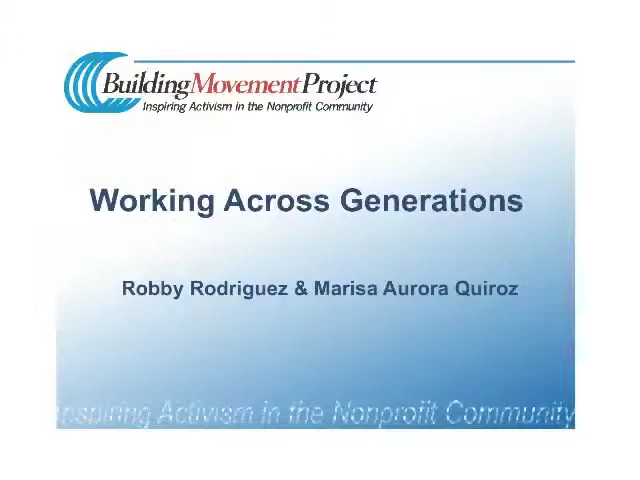 BuildingMovementProject
Inspiring Activism in the Nonprofit Community
Working Across Generations
Robby Rodriguez & Marisa Aurora Quiroz
Inspiring Activism in the Nonprofit Community